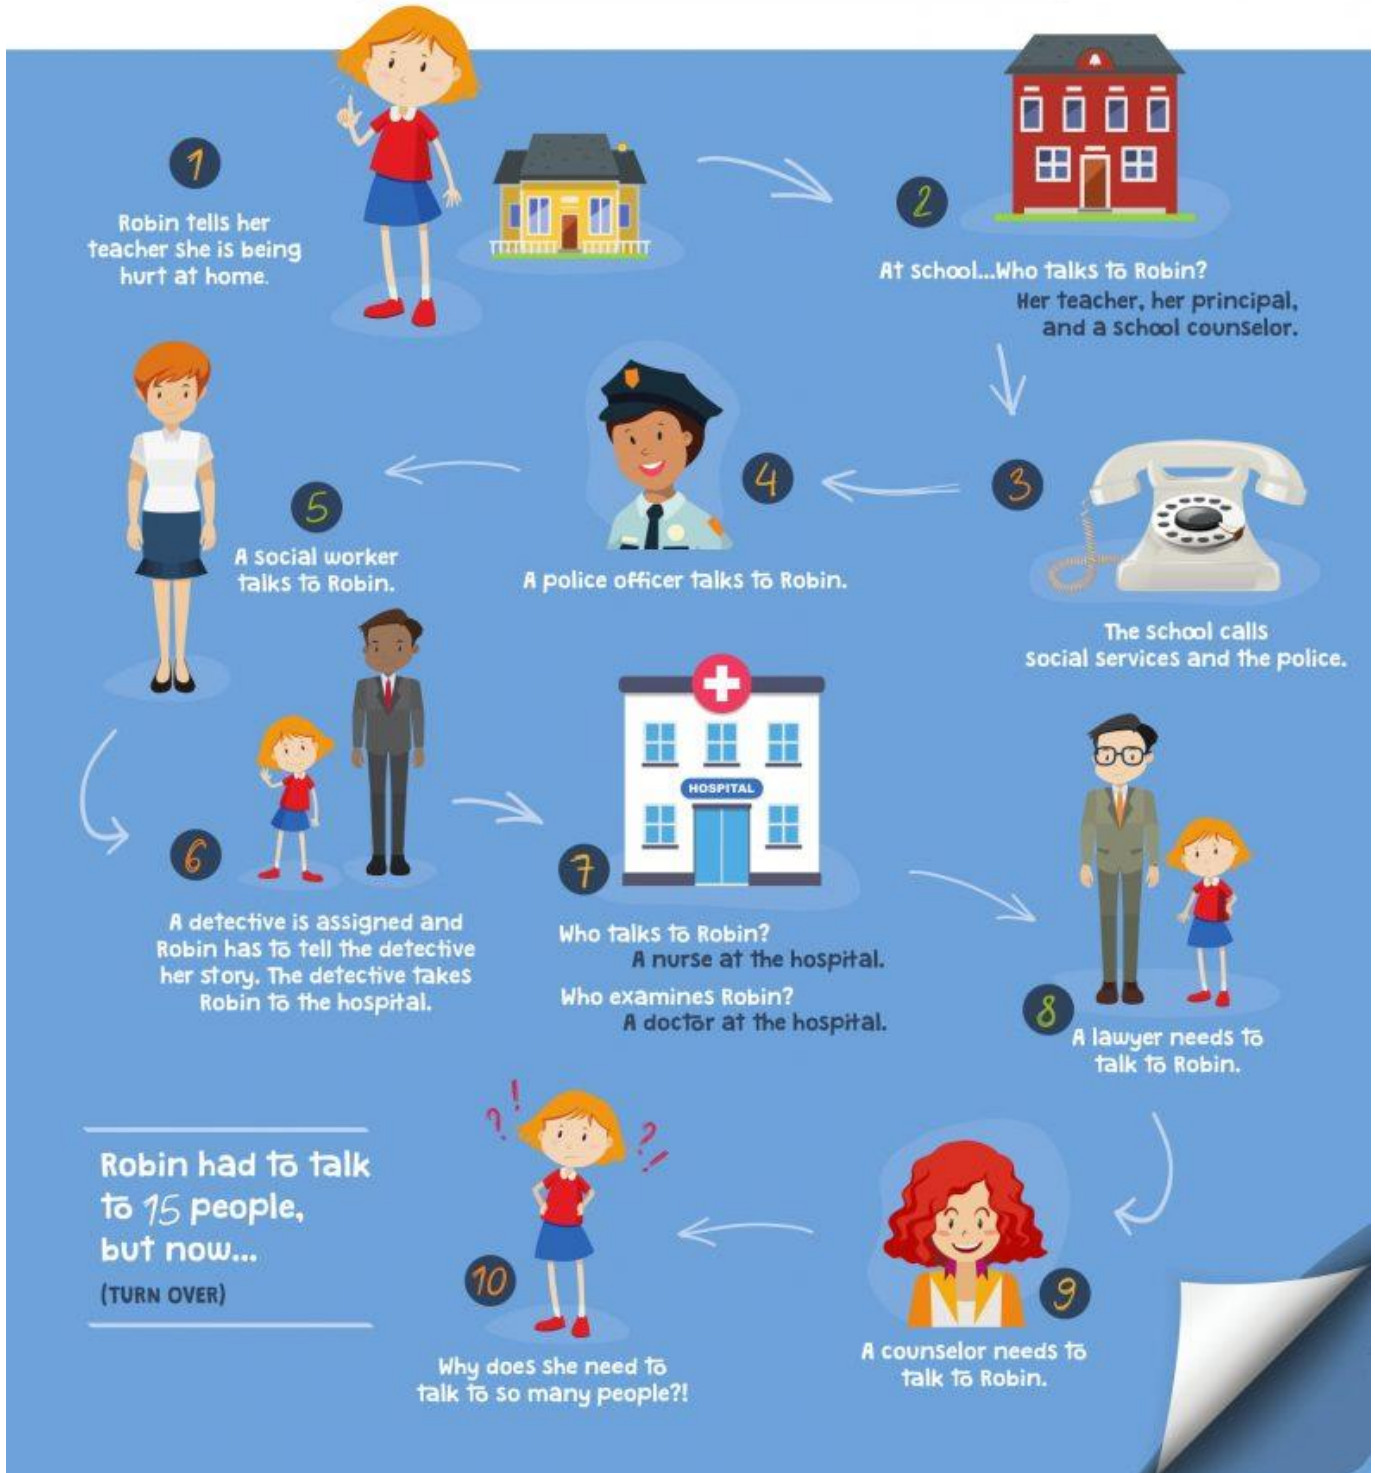 1
Robin tells her
teacher she is being
hurt at home.
2
At school...Who talks to Robin?
Her teacher, her principal,
and a school counselor.
3
The school calls
social services and the police.
4
A police officer talks to Robin.
5
A social worker
talks to Robin.
6
A detective is assigned and
Robin has to tell the detective
her story. The detective takes
Robin to the hospital.
HOSPITAL
7
Who talks to Robin?
A nurse at the hospital.
Who examines Robin?
A doctor at the hospital.
8
A lawyer needs to
talk to Robin.
9
A counselor needs to
talk to Robin.
?!
?!!
10
Why does she need to
talk to so many people?!
Robin had to talk
to 15 people,
but now...
(TURN OVER)